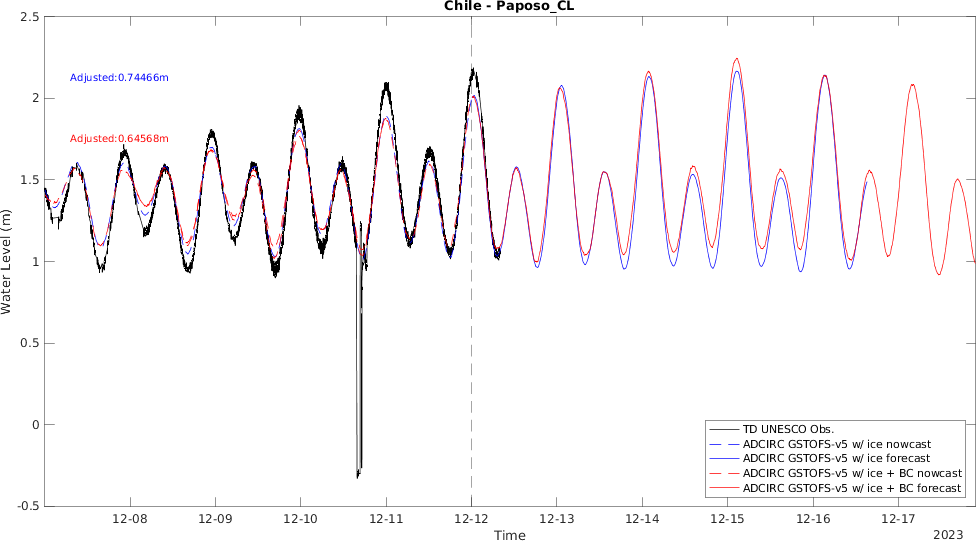 Chile - Paposo_CL
2.5
2
1.5
1
0.5
0
-0.5
Water Level (m)
Adjusted:0.74466m
Adjusted:0.64568m
TD UNESCO Obs.
ADCIRC GSTOFS-v5 w/ ice nowcast
ADCIRC GSTOFS-v5 w/ ice forecast
ADCIRC GSTOFS-v5 w/ ice + BC nowcast
ADCIRC GSTOFS-v5 w/ ice + BC forecast
12-08 12-09 12-10 12-11 12-12 12-13 12-14 12-15 12-16 12-17
Time
2023